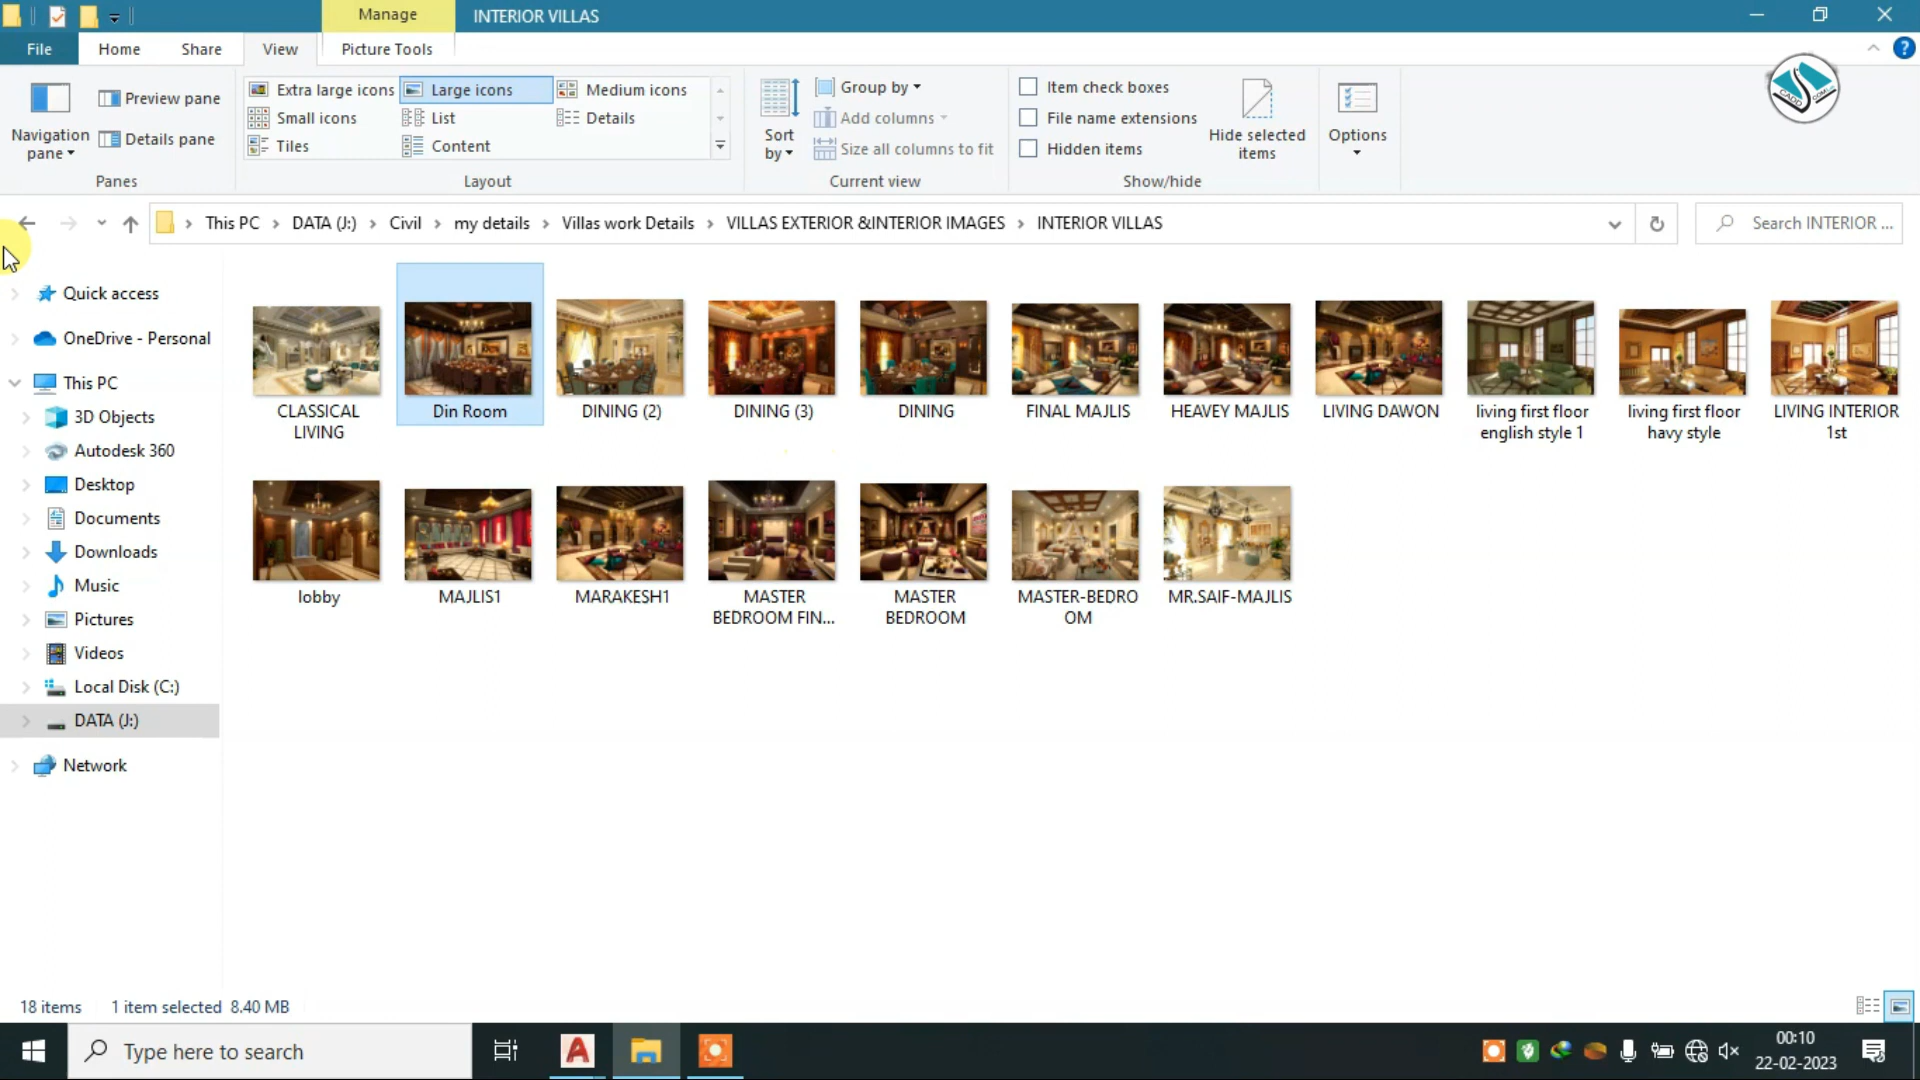 Manage
INTERIOR VILLAS
File
Home
Share
View
Picture Tools
Navigation
pane
Preview pane
Details pane
Panes
Extra large icons
Large icons
Medium icons
Small icons
List
Details
Tiles
Content
Layout
Sort
by
Group by
Add columns
Size all columns to fit
Current view
Item check boxes
File name extensions
Hidden items
Hide selected
items
Show/hide
Options
This PC
DATA (J:)
Civil
my details
Villas work Details
VILLAS EXTERIOR &INTERIOR IMAGES
INTERIOR VILLAS
Search INTERIOR ...
Quick access
OneDrive - Personal
This PC
3D Objects
Autodesk 360
Desktop
Documents
Downloads
Music
Pictures
Videos
Local Disk (C:)
DATA (J:)
Network
CLASSICAL
LIVING
Din Room
DINING (2)
DINING (3)
DINING
FINAL MAJLIS
HEAVEY MAJLIS
LIVING DAWON
living first floor
english style 1
living first floor
havy style
LIVING INTERIOR
1st
lobby
MAJLIS1
MARAKESH1
MASTER
BEDROOM FIN...
MASTER
BEDROOM
MASTER-BEDRO
OM
MR.SAIF-MAJLIS
18 items
1 item selected 8.40 MB
Type here to search
00:10
22-02-2023